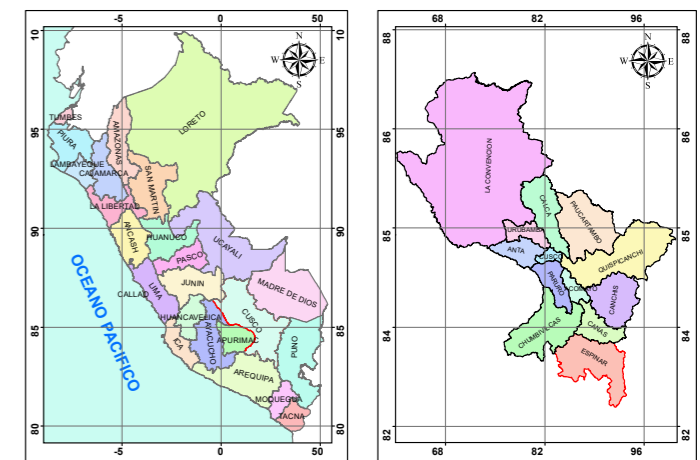 -5 0 50
10 10
N
W E
S
TUMBES
PIURA
AMAZONAS
LORETO
LAMBAYEQUE
CAJAMARCA
SAN MARTIN
LA LIBERTAD
ANCASH
HUANUCO
UCAYALI
PASCO
JUNIN
LIMA
CALLAO
MADRE DE DIOS
HUANCAVELICA
CUSCO
AYACUCHO
APURIMAC
ICA
PUNO
AREQUIPA
MOQUEGUA
TACNA
OCEANO PACIFICO
95 95
90 90
85 85
80 80
-5 0 50
68 82 96
88 88
N
W E
S
86 86
LA CONVENCION
CALCA
PAUCARTAMBO
URUBAMBA
85 85
ANTA
CUSCO
QUISPICANCHI
PARURO
ACOMAYO
CANCHIS
84 84
CHUMBIVILCAS
CANAS
ESPINAR
82 82
68 82 96